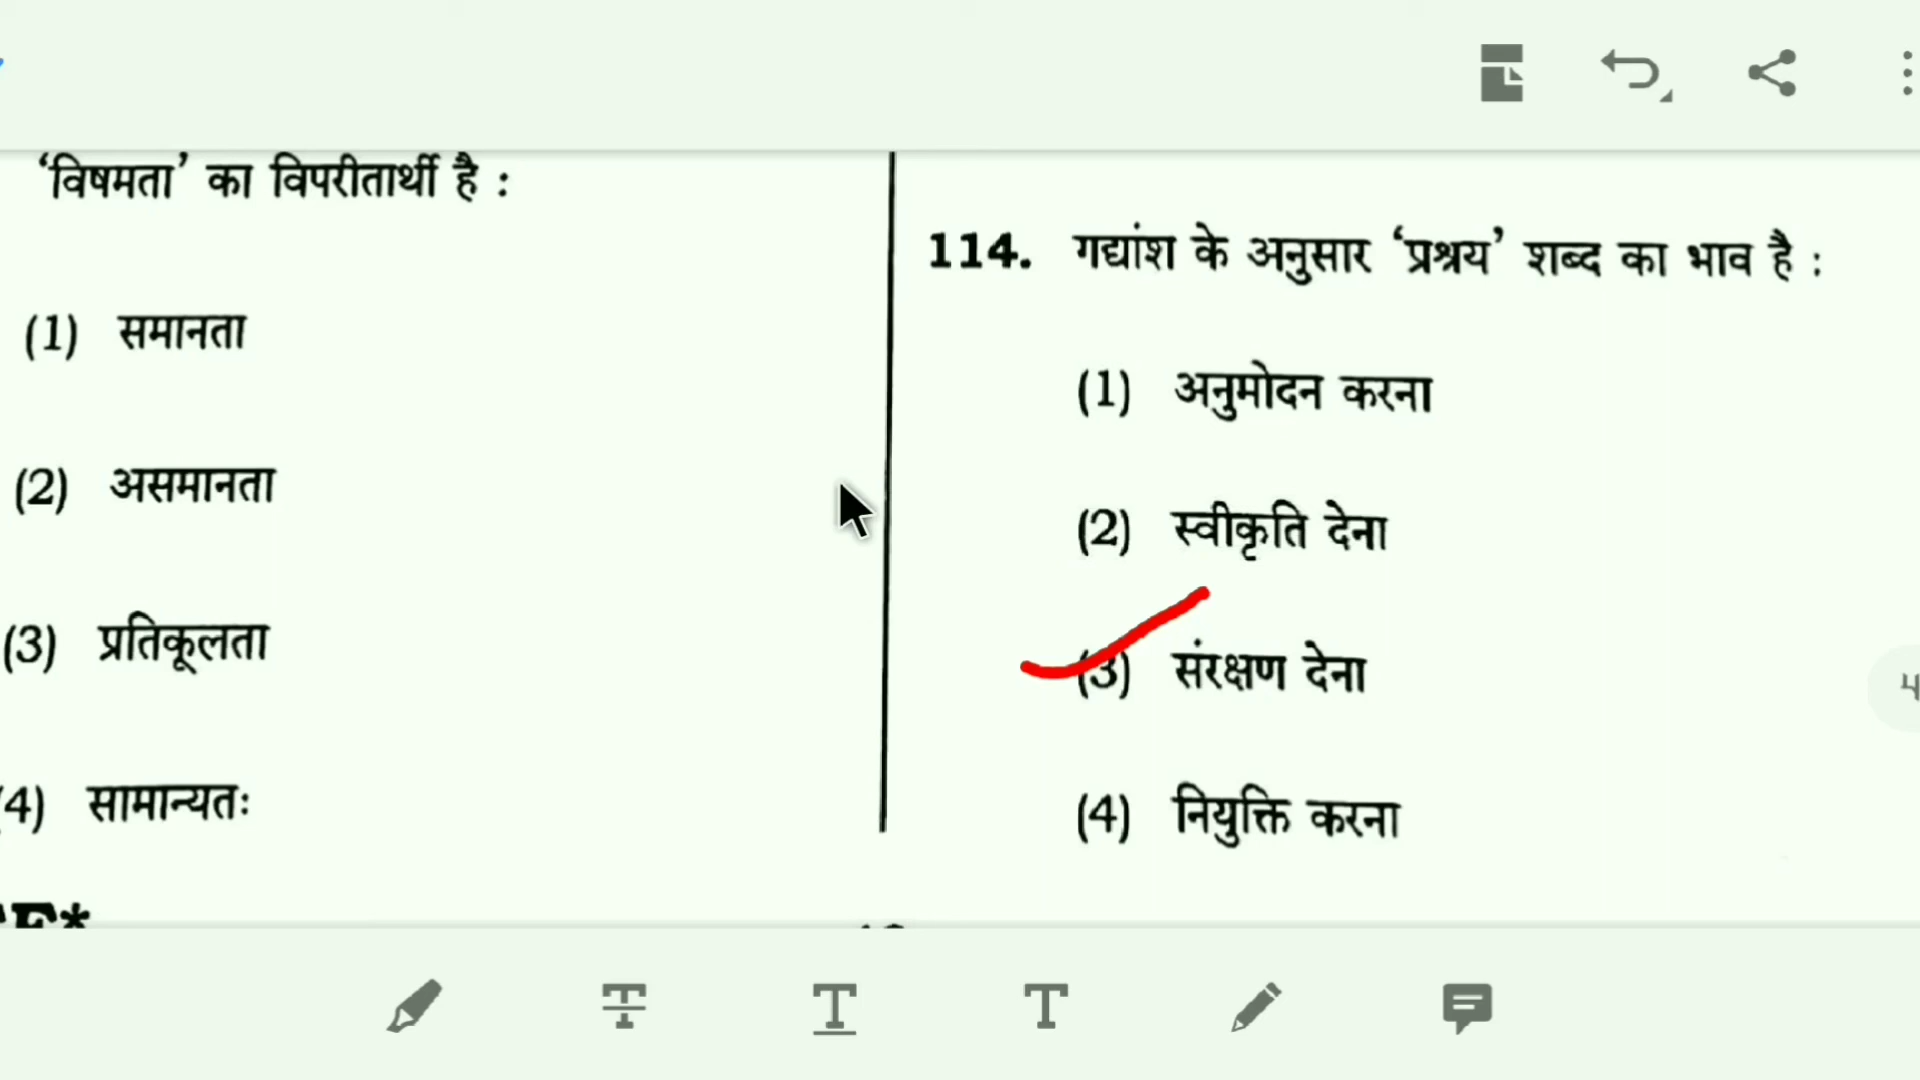 ‘विषमता’ का विपरीतार्थी है :
(1) समानता
(2) असमानता
(3) प्रतिकूलता
(4) सामान्यतः
114. गद्यांश के अनुसार ‘प्रश्रय’ शब्द का भाव है :
(1) अनुमोदन करना
(2) स्वीकृति देना
(3) संरक्षण देना
(4) नियुक्ति करना